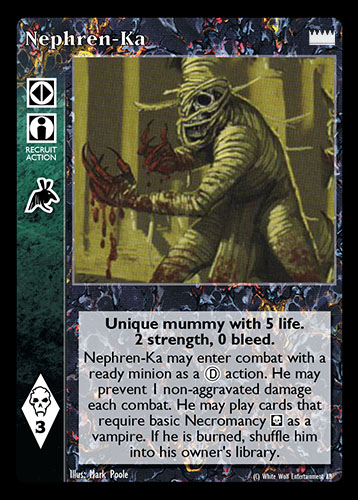 Nephren-Ka
RECRUIT
ACTION
Unique mummy with 5 life.
2 strength, 0 bleed.
Nephren-Ka may enter combat with a
ready minion as a Ⓓ action. He may
prevent 1 non-aggravated damage
each combat. He may play cards that
require basic Necromancy as a
vampire. If he is burned, shuffle him
into his owner's library.
3
Illus: Mark Poole
(C) White Wolf Entertainment AB